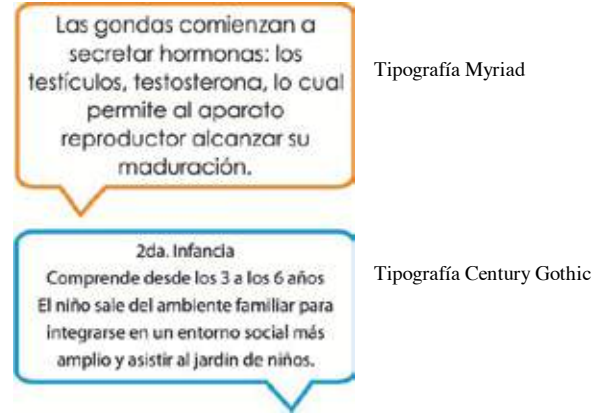 Las gondas comienzan a
secretar hormonas: los
testículos, testosterona, lo cual
permite al aparato
reproductor alcanzar su
maduración.
Tipografía Myriad
2da. Infancia
Comprende desde los 3 a los 6 años
El niño sale del ambiente familiar para
integrarse en un entorno social más
amplio y asistir al jardín de niños.
Tipografía Century Gothic